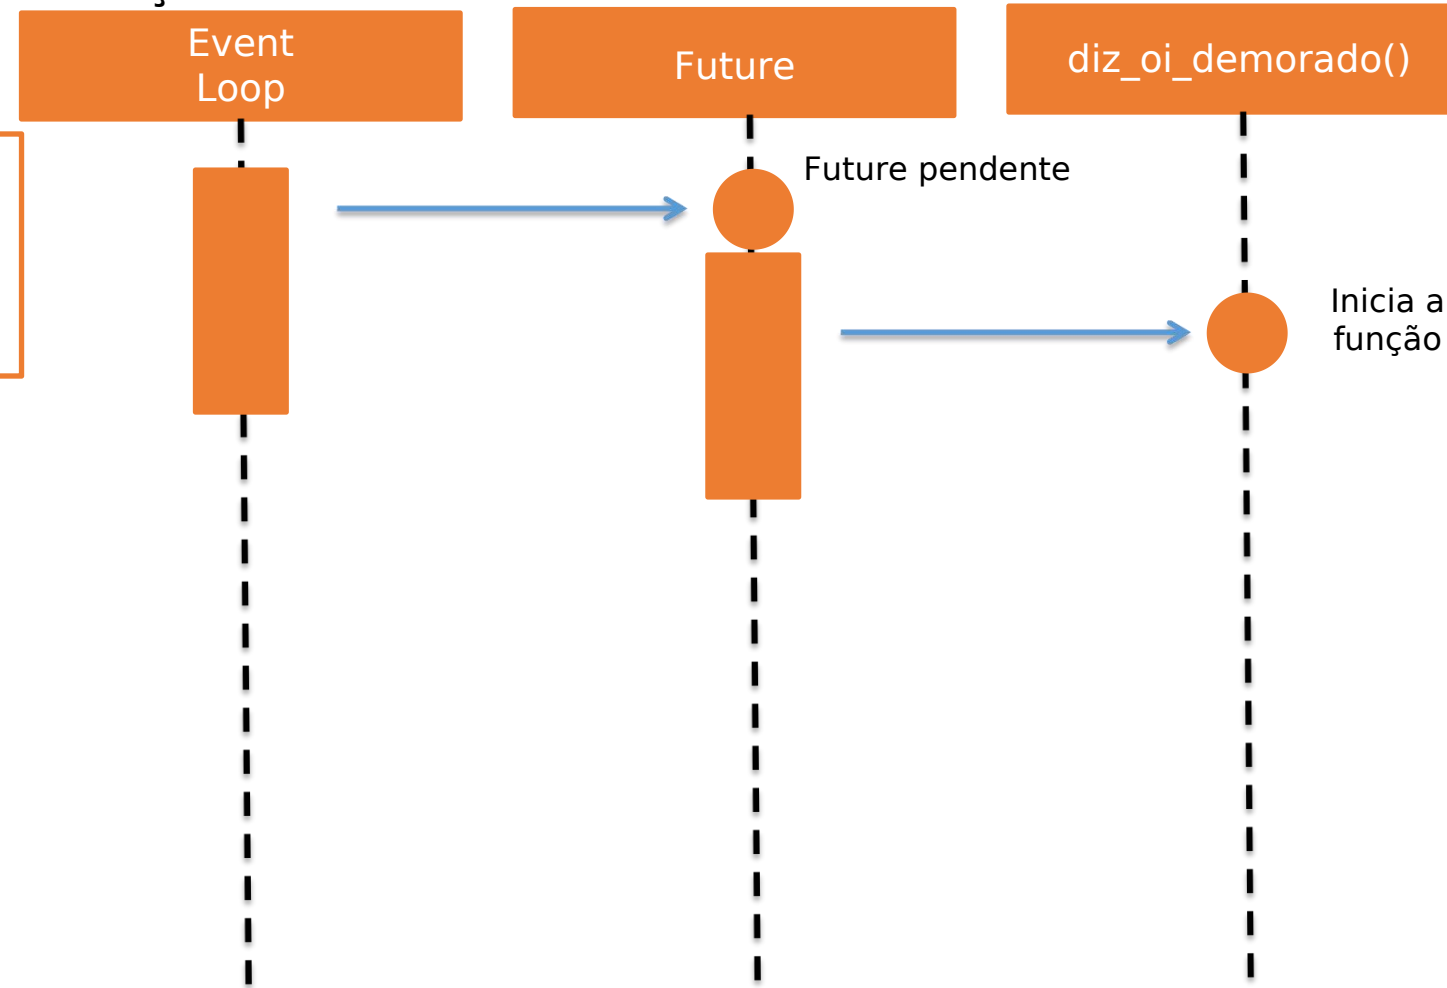 Event
Loop
Future
diz_oi_demorado()
Future pendente
Inicia a
função